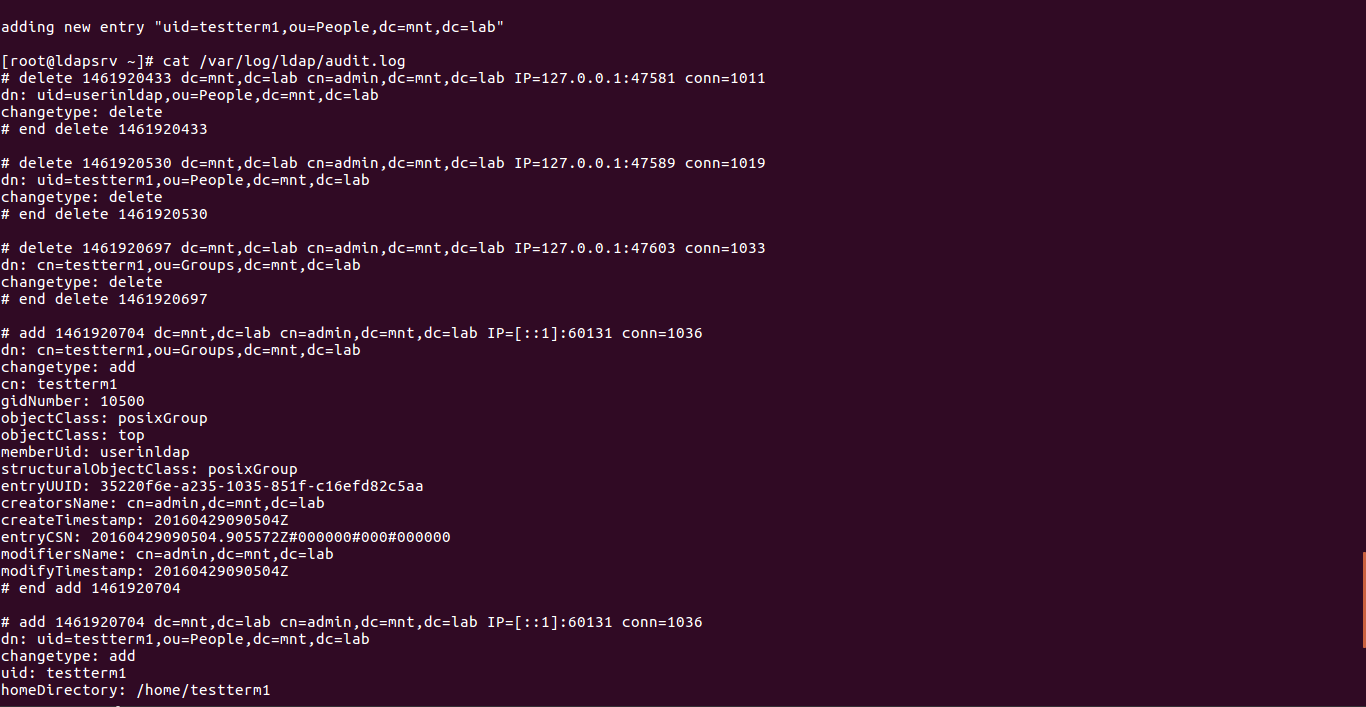 adding new entry "uid=testterm1,ou=People,dc=mnt,dc=lab"
[root@ldapsrv ~]# cat /var/log/ldap/audit.log
# delete 1461920433 dc=mnt,dc=lab cn=admin,dc=mnt,dc=lab IP=127.0.0.1:47581 conn=1011
dn: uid=userinldap,ou=People,dc=mnt,dc=lab
changetype: delete
# end delete 1461920433
# delete 1461920530 dc=mnt,dc=lab cn=admin,dc=mnt,dc=lab IP=127.0.0.1:47589 conn=1019
dn: uid=testterm1,ou=People,dc=mnt,dc=lab
changetype: delete
# end delete 1461920530
# delete 1461920697 dc=mnt,dc=lab cn=admin,dc=mnt,dc=lab IP=127.0.0.1:47603 conn=1033
dn: cn=testterm1,ou=Groups,dc=mnt,dc=lab
changetype: delete
# end delete 1461920697
# add 1461920704 dc=mnt,dc=lab cn=admin,dc=mnt,dc=lab IP=[::1]:60131 conn=1036
dn: cn=testterm1,ou=Groups,dc=mnt,dc=lab
changetype: add
cn: testterm1
gidNumber: 10500
objectClass: posixGroup
objectClass: top
memberUid: userinldap
structuralObjectClass: posixGroup
entryUUID: 35220f6e-a235-1035-851f-c16efd82c5aa
creatorsName: cn=admin,dc=mnt,dc=lab
createTimestamp: 20160429090504Z
entryCSN: 20160429090504.905572Z#000000#000#000000
modifiersName: cn=admin,dc=mnt,dc=lab
modifyTimestamp: 20160429090504Z
# end add 1461920704
# add 1461920704 dc=mnt,dc=lab cn=admin,dc=mnt,dc=lab IP=[::1]:60131 conn=1036
dn: uid=testterm1,ou=People,dc=mnt,dc=lab
changetype: add
uid: testterm1
homeDirectory: /home/testterm1